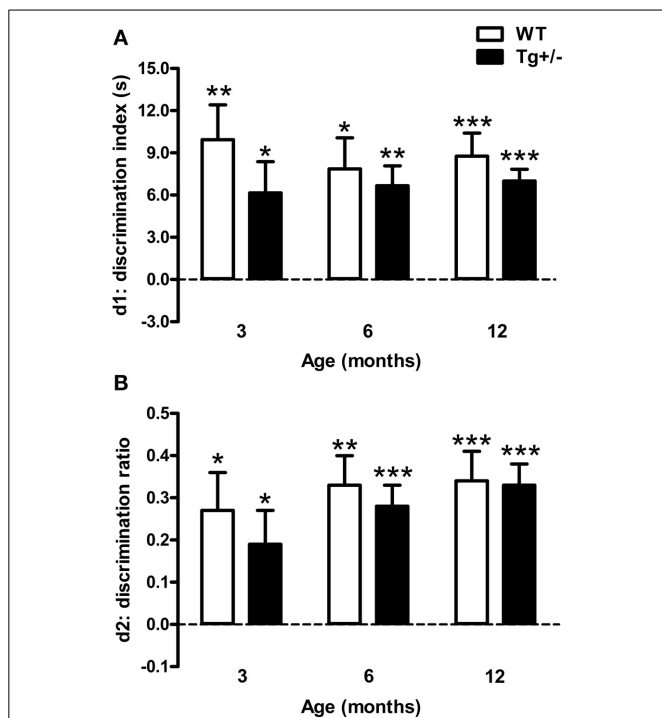 A
WT
Tg+/-
d1: discrimination index (s)
15.0
12.0
9.0
6.0
3.0
0.0
-3.0
** * * ** *** ***
3 6 12
Age (months)
B
d2: discrimination ratio
0.5
0.4
0.3
0.2
0.1
0.0
-0.1
* * ** *** *** ***
3 6 12
Age (months)